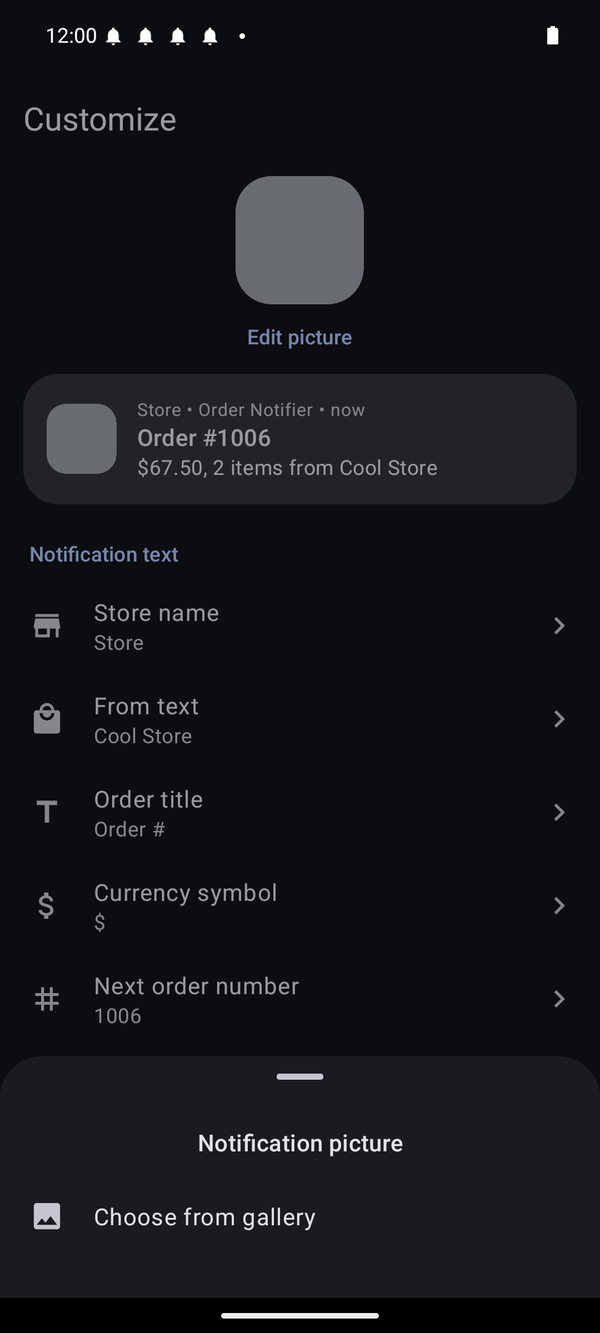 12:00
Customize
Edit picture
Store • Order Notifier • now
Order #1006
$67.50, 2 items from Cool Store
Notification text
Store name
Store
From text
Cool Store
Order title
Order #
Currency symbol
$
Next order number
1006
Notification picture
Choose from gallery